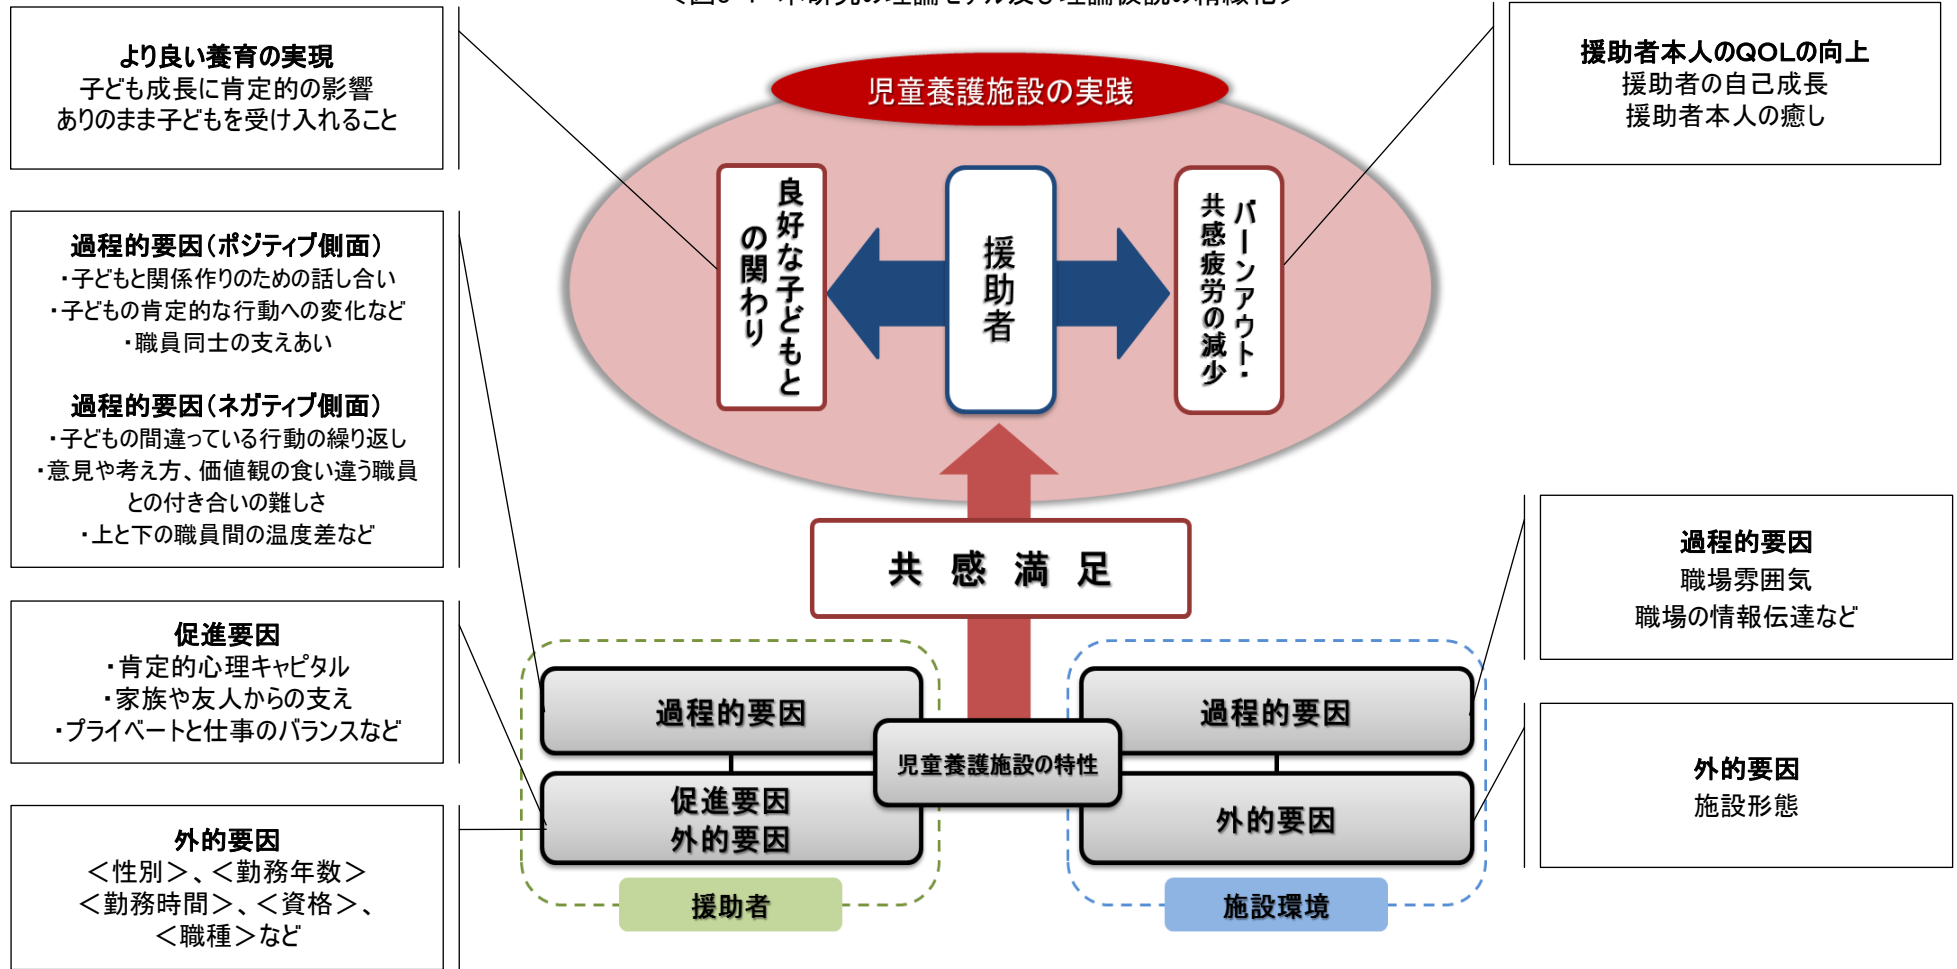 より良い養育の実現
子ども成長に肯定的の影響
ありのまま子どもを受け入れること
過程的要因(ポジティブ側面)
・子どもと関係作りのための話し合い
・子どもの肯定的な行動への変化など
・職員同士の支えあい
過程的要因(ネガティブ側面)
・子どもの間違っている行動の繰り返し
・意見や考え方、価値観の食い違う職員
との付き合いの難しさ
・上と下の職員間の温度差など
促進要因
・肯定的心理キャピタル
・家族や友人からの支え
・プライベートと仕事のバランスなど
外的要因
＜性別＞、＜勤務年数＞
＜勤務時間＞、＜資格＞、
＜職種＞など
児童養護施設の実践
良好な子どもと
の関わり
援助者
バーンアウト・
共感疲労の減少
共感満足
過程的要因
促進要因
外的要因
児童養護施設の特性
過程的要因
外的要因
援助者
施設環境
援助者本人のQOLの向上
援助者の自己成長
援助者本人の癒し
過程的要因
職場雰囲気
職場の情報伝達など
外的要因
施設形態